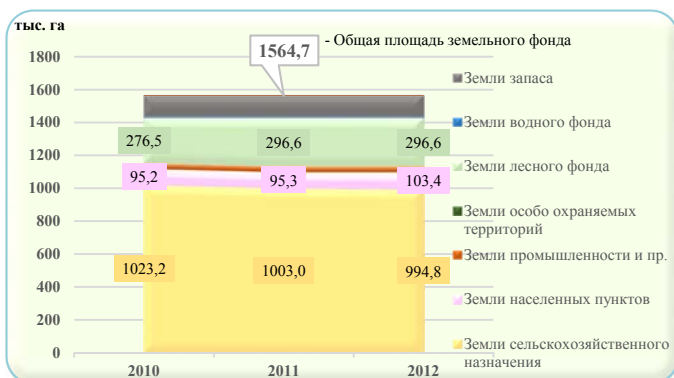 тыс. га
1564,7
- Общая площадь земельного фонда
1800
1600
1400
1200
1000
800
600
400
200
0
276,5
296,6
296,6
95,2
95,3
103,4
1023,2
1003,0
994,8
2010
2011
2012
Земли запаса
Земли водного фонда
Земли лесного фонда
Земли особо охраняемых
территорий
Земли промышленности и пр.
Земли населенных пунктов
Земли сельскохозяйственного
назначения